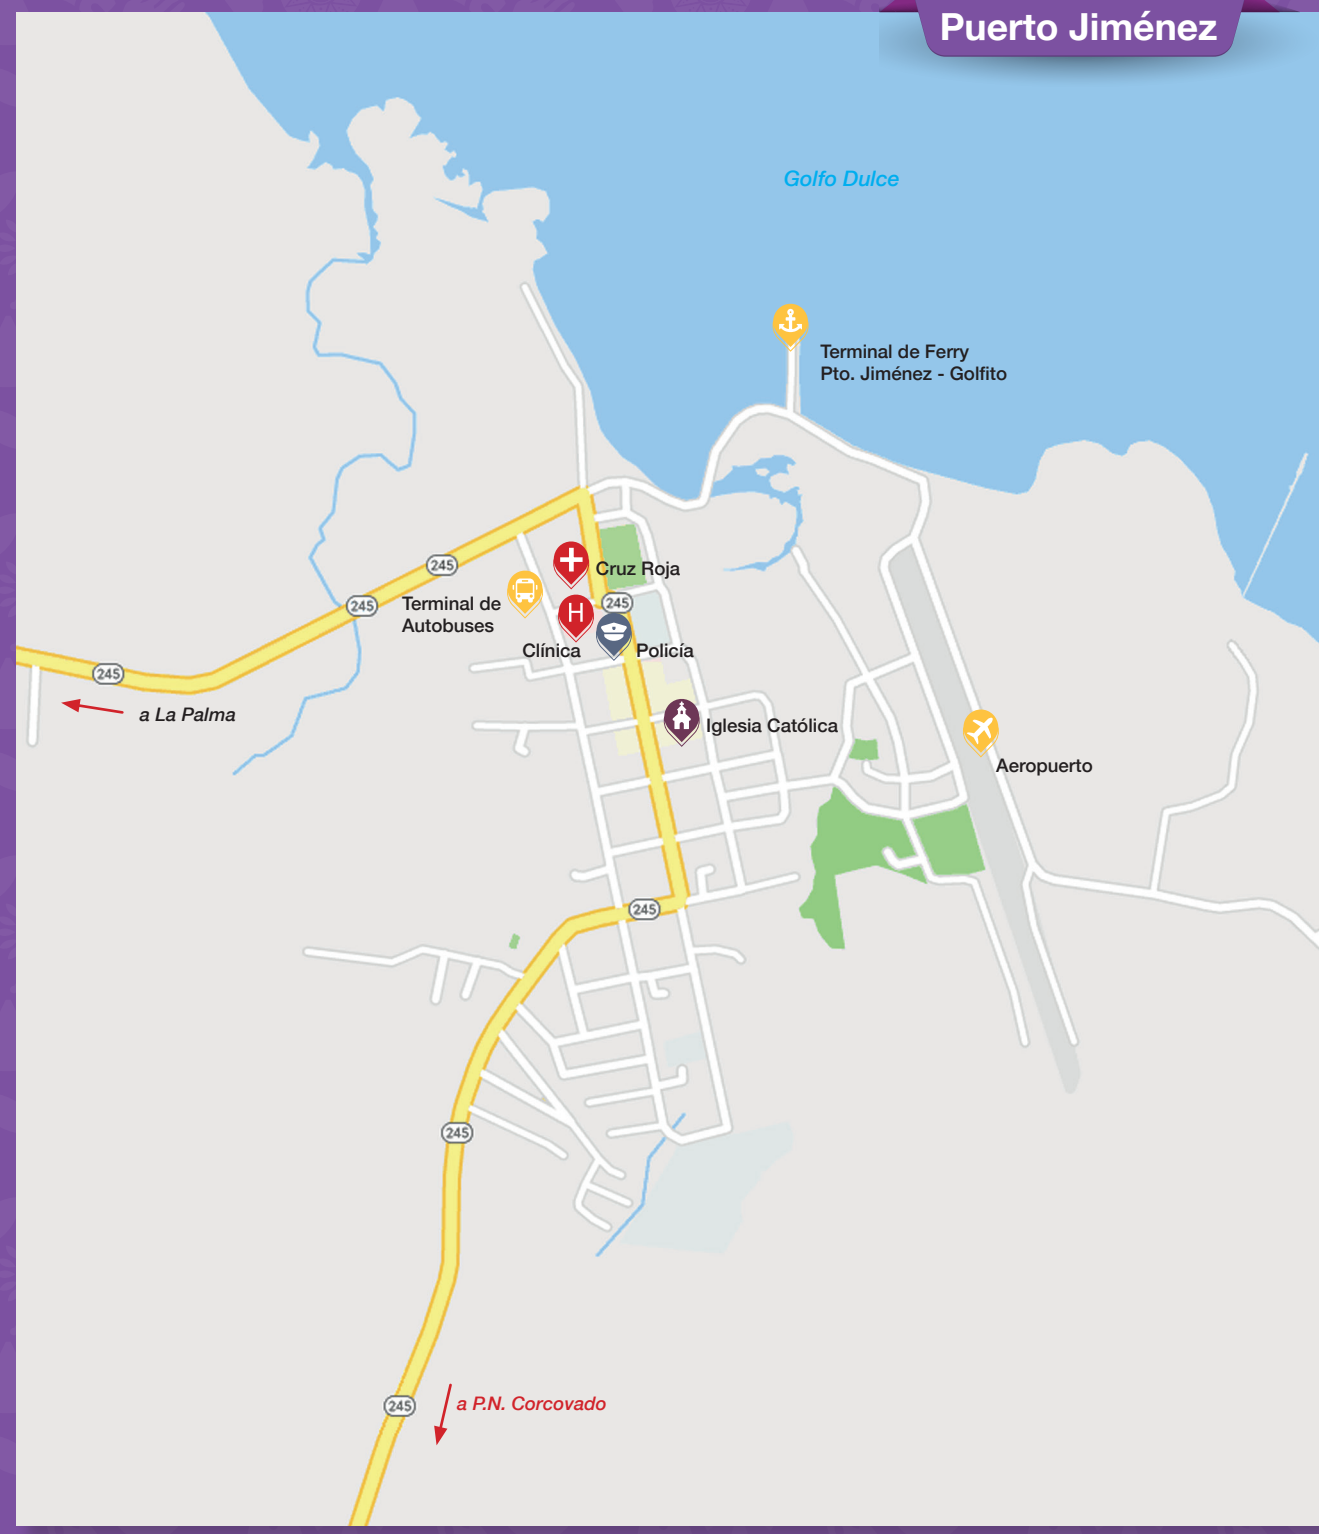 Puerto Jiménez
Golfo Dulce
Terminal de Ferry
Pto. Jiménez - Golfito
245
Cruz Roja
245
Terminal de
Autobuses
245
H
Clínica
Policía
245
a La Palma
Iglesia Católica
Aeropuerto
245
245
245
a P.N. Corcovado